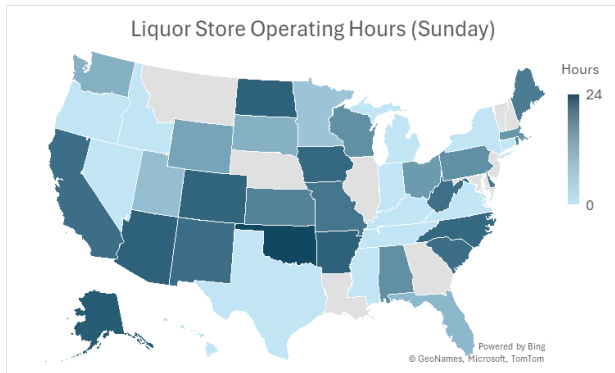 Liquor Store Operating Hours (Sunday)
Hours
24
0
Powered by Bing
© GeoNames, Microsoft, TomTom